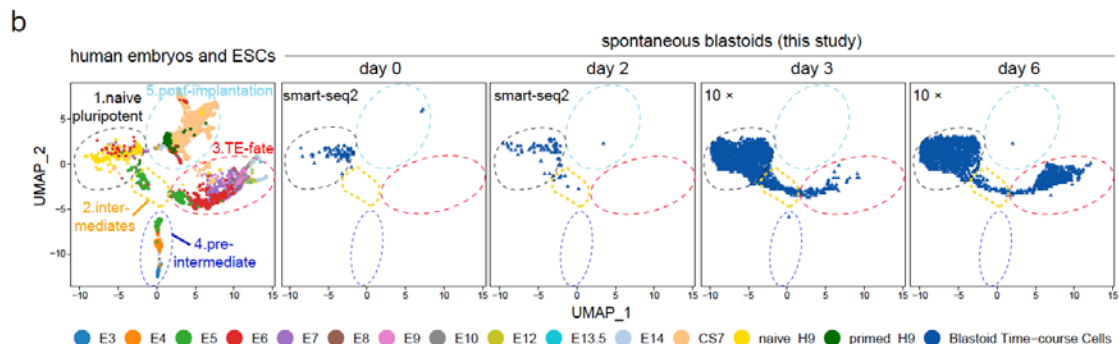 b
human embryos and ESCs
spontaneous blastoids (this study)
day 0
day 2
day 3
day 6
1.naive
pluripotent
5.post-implantation
3.TE-fate
2.inter-
mediates
4.pre-
intermediate
smart-seq2
smart-seq2
10 ×
10 ×
UMAP_2
5
0
−5
−10
−10 −5 0 5 10 15
−10 −5 0 5 10 15
−10 −5 0 5 10 15
−10 −5 0 5 10 15
−10 −5 0 5 10 15
UMAP_1
E3 E4 E5 E6 E7 E8 E9 E10 E12 E13.5 E14 CS7 naive_H9 primed_H9 Blastoid Time-course Cells